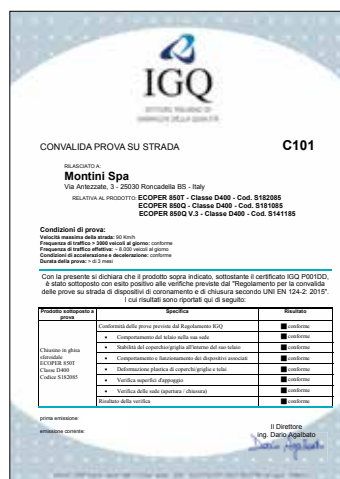 IGQ
ISTITUTO ITALIANO DI
GARANZIA DELLA QUALITÀ
CONVALIDA PROVA SU STRADA C101
RILASCIATO A:
Montini Spa
Via Antezzate, 3 - 25030 Roncadella BS - Italy
RELATIVA AL PRODOTTO: ECOPER 850T - Classe D400 - Cod. S182085
ECOPER 850Q - Classe D400 - Cod. S181085
ECOPER 850Q V.3 - Classe D400 - Cod. S141185
Condizioni di prova:
Velocità massima della strada: 90 Km/h
Frequenza di traffico > 3000 veicoli al giorno: conforme
Frequenza di traffico effettiva: ~ 8.000 veicoli al giorno
Condizioni di accelerazione e decelerazione: conforme
Durata della prova: > di 3 mesi
Con la presente si dichiara che il prodotto sopra indicato, sottostante il certificato IGQ P001DD,
è stato sottoposto con esito positivo alle verifiche previste dal "Regolamento per la convalida
delle prove su strada di dispositivi di coronamento e di chiusura secondo UNI EN 124-2: 2015".
I cui risultati sono riportati qui di seguito:
Prodotto sottoposto a prova Specifica Risultato
Chiusino in ghisa
sferoidale
ECOPER 850T
Classe D400
Codice S182085
Conformità delle prove previste dal Regolamento IGQ conforme
• Comportamento del telaio nella sua sede conforme
• Stabilità del coperchio/griglia all'interno del suo telaio conforme
• Comportamento e funzionamento dei dispositivi associati conforme
• Deformazione plastica di coperchi/griglie e telai conforme
• Verifica superfici d'appoggio conforme
• Verifica delle sede (apertura / chiusura) conforme
Risultato della verifica conforme
prima emissione:
emissione corrente:
Il Direttore
ing. Dario Agalbato
Dario Agalbato